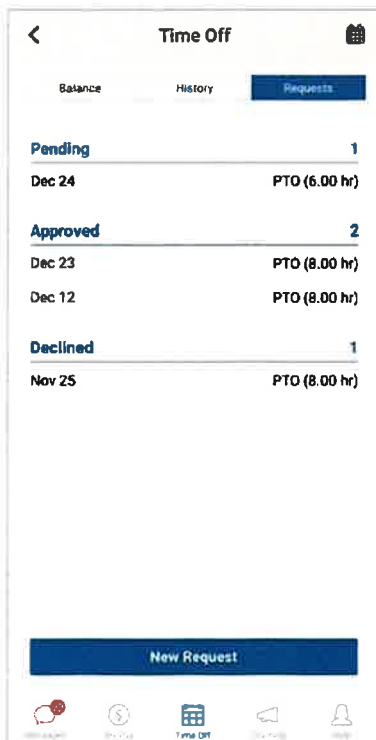 Time Off
Balance History Requests
Pending 1
Dec 24 PTO (6.00 hr)
Approved 2
Dec 23 PTO (8.00 hr)
Dec 12 PTO (8.00 hr)
Declined 1
Nov 25 PTO (8.00 hr)
New Request
Time Off